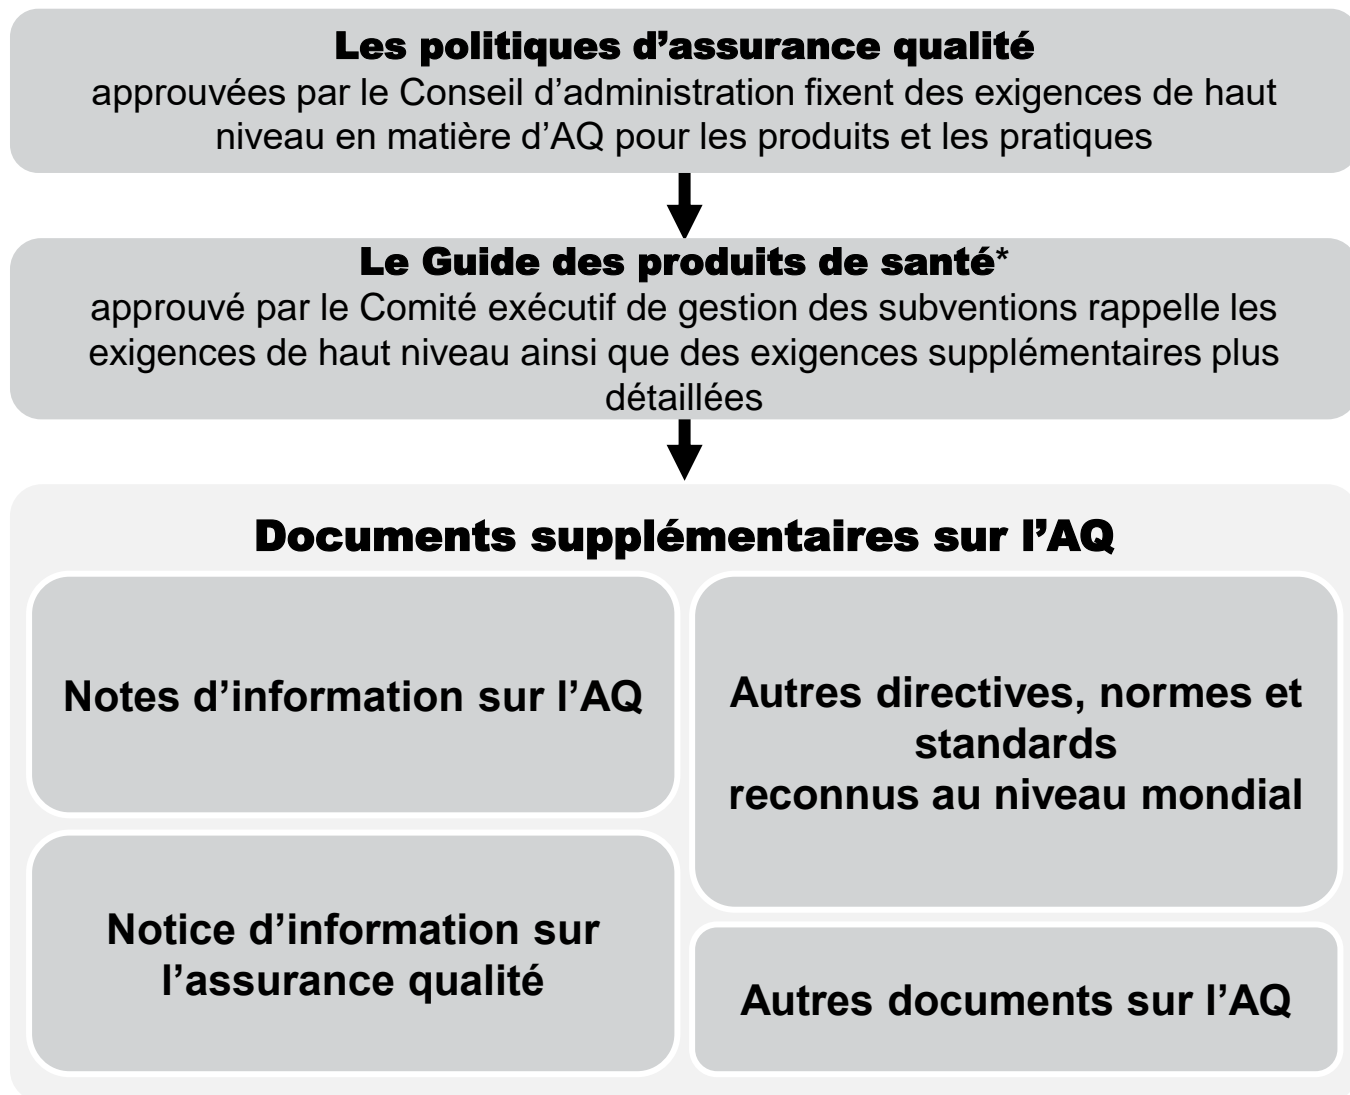 Les politiques d’assurance qualité
approuvées par le Conseil d’administration fixent des exigences de haut
niveau en matière d’AQ pour les produits et les pratiques
Le Guide des produits de santé*
approuvé par le Comité exécutif de gestion des subventions rappelle les
exigences de haut niveau ainsi que des exigences supplémentaires plus
détaillées
Documents supplémentaires sur l’AQ
Notes d’information sur l’AQ
Autres directives, normes et
standards
reconnus au niveau mondial
Notice d’information sur
l’assurance qualité
Autres documents sur l’AQ